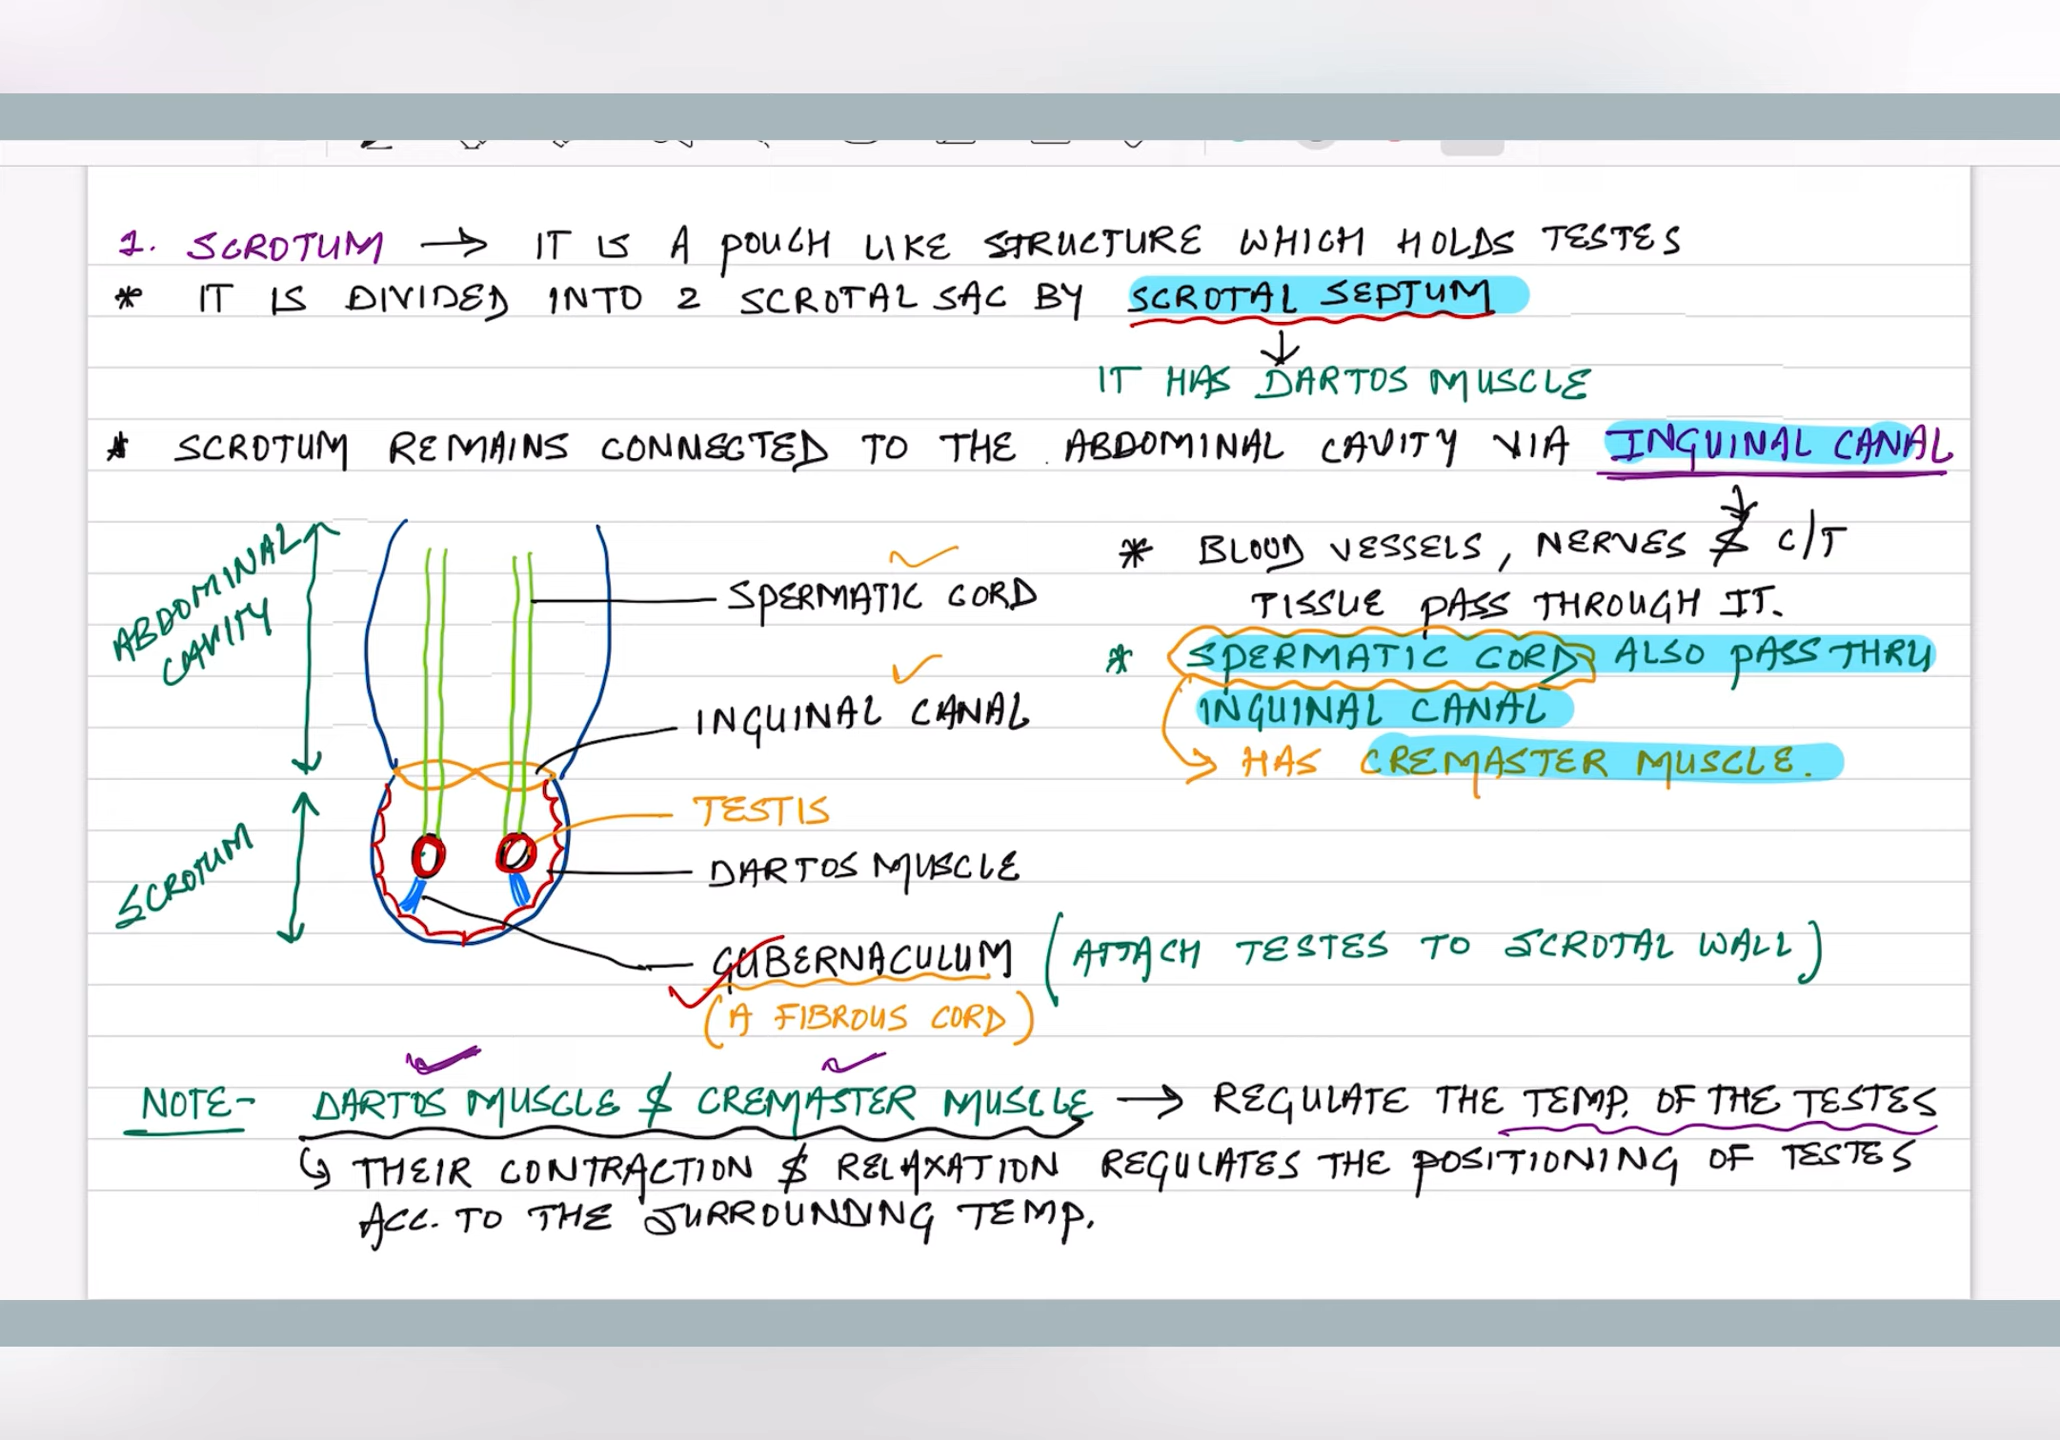 1. SCROTUM → IT IS A POUCH LIKE STRUCTURE WHICH HOLDS TESTES
* IT IS DIVIDED INTO 2 SCROTAL SAC BY SCROTAL SEPTUM
↓
IT HAS DARTOS MUSCLE
* SCROTUM REMAINS CONNECTED TO THE ABDOMINAL CAVITY VIA INGUINAL CANAL
↓
* BLOOD VESSELS, NERVES & C/T
TISSUE PASS THROUGH IT.
* SPERMATIC CORD ALSO PASS THRU
INGUINAL CANAL
↳ HAS CREMASTER MUSCLE.
ABDOMINAL
CAVITY
SCROTUM
SPERMATIC CORD
INGUINAL CANAL
TESTIS
DARTOS MUSCLE
GUBERNACULUM (ATTACH TESTES TO SCROTAL WALL)
(A FIBROUS CORD)
NOTE- DARTOS MUSCLE & CREMASTER MUSCLE → REGULATE THE TEMP. OF THE TESTES
↳ THEIR CONTRACTION & RELAXATION REGULATES THE POSITIONING OF TESTES
ACC. TO THE SURROUNDING TEMP.